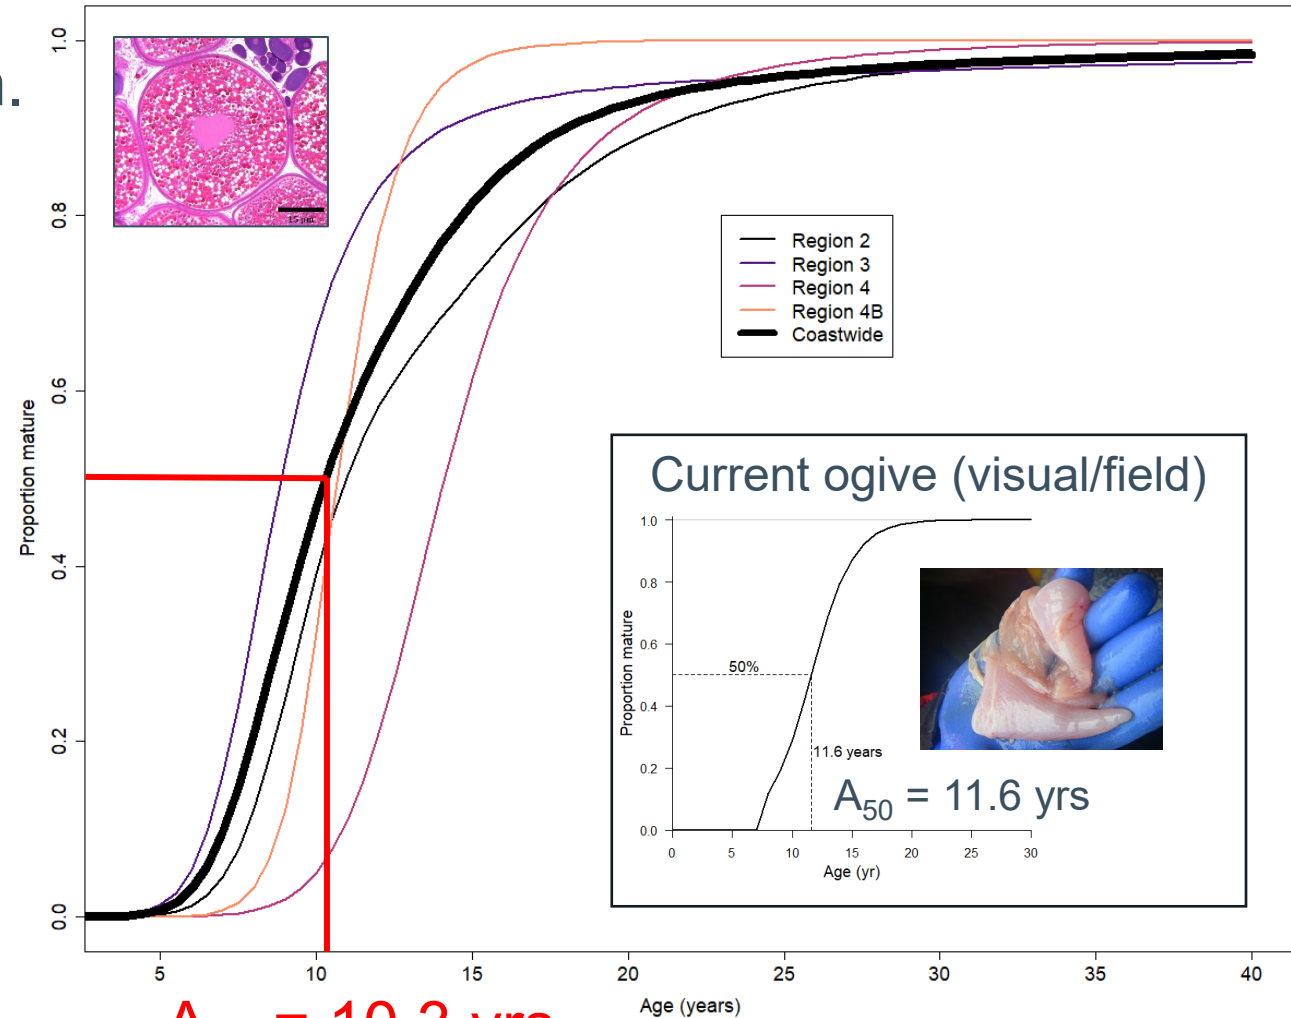 n.
1.0
0.8
0.6
0.4
0.2
0.0
Proportion mature
15 µm
Region 2
Region 3
Region 4
Region 4B
Coastwide
Current ogive (visual/field)
1.0
0.8
0.6
0.4
0.2
0.0
Proportion mature
50%
11.6 years
A50 = 11.6 yrs
0 5 10 15 20 25 30
Age (yr)
5 10 15 20 25 30 35 40
Age (years)